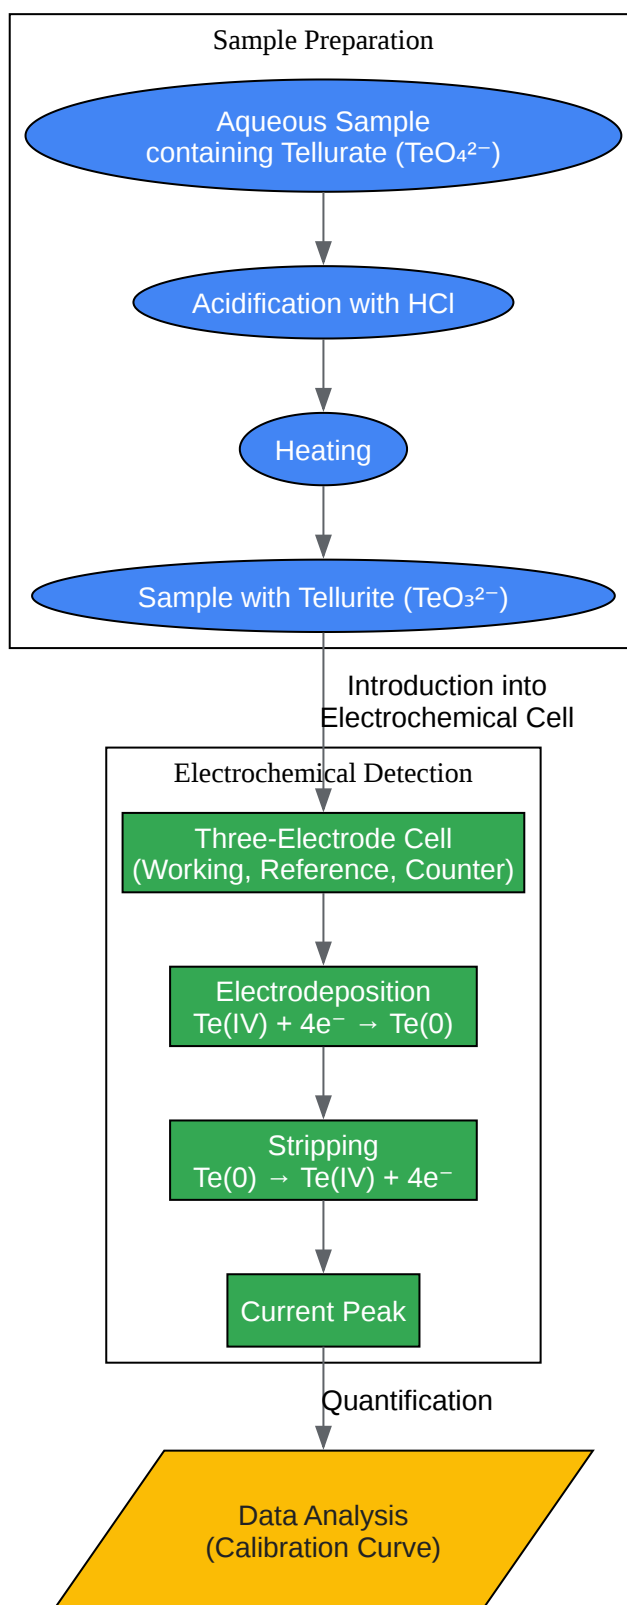 Sample Preparation
Aqueous Sample
containing Tellurate (TeO₄²⁻)
Acidification with HCl
Heating
Sample with Tellurite (TeO₃²⁻)
Introduction into
Electrochemical Cell
Electrochemical Detection
Three-Electrode Cell
(Working, Reference, Counter)
Electrodeposition
Te(IV) + 4e⁻ → Te(0)
Stripping
Te(0) → Te(IV) + 4e⁻
Current Peak
Quantification
Data Analysis
(Calibration Curve)